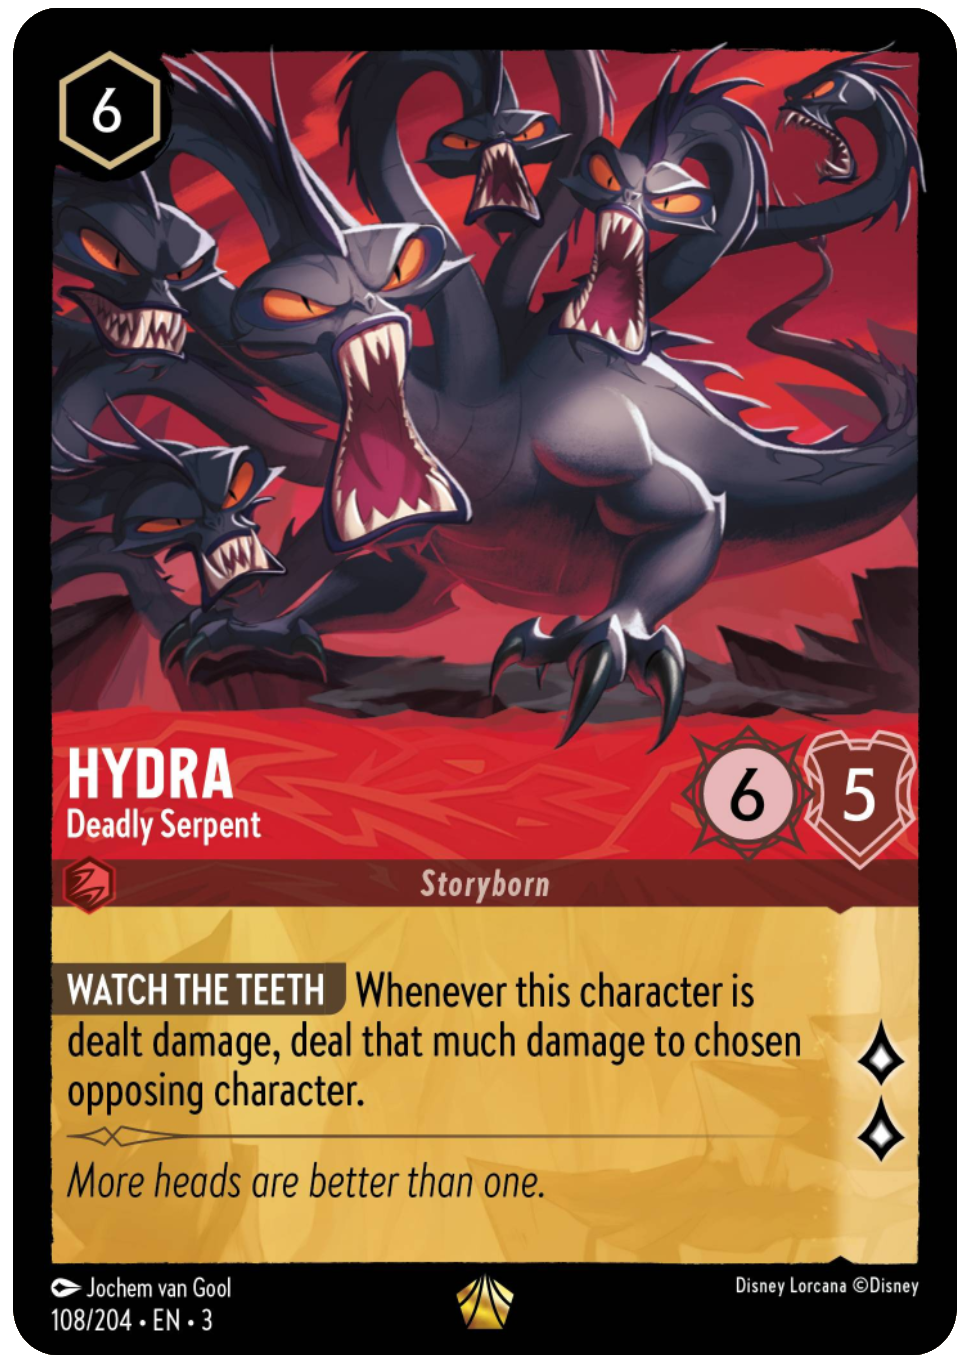 6
HYDRA
Deadly Serpent
6
5
Storyborn
WATCH THE TEETH Whenever this character is
dealt damage, deal that much damage to chosen
opposing character.
More heads are better than one.
Jochem van Gool
Disney Lorcana ©Disney
108/204 • EN • 3